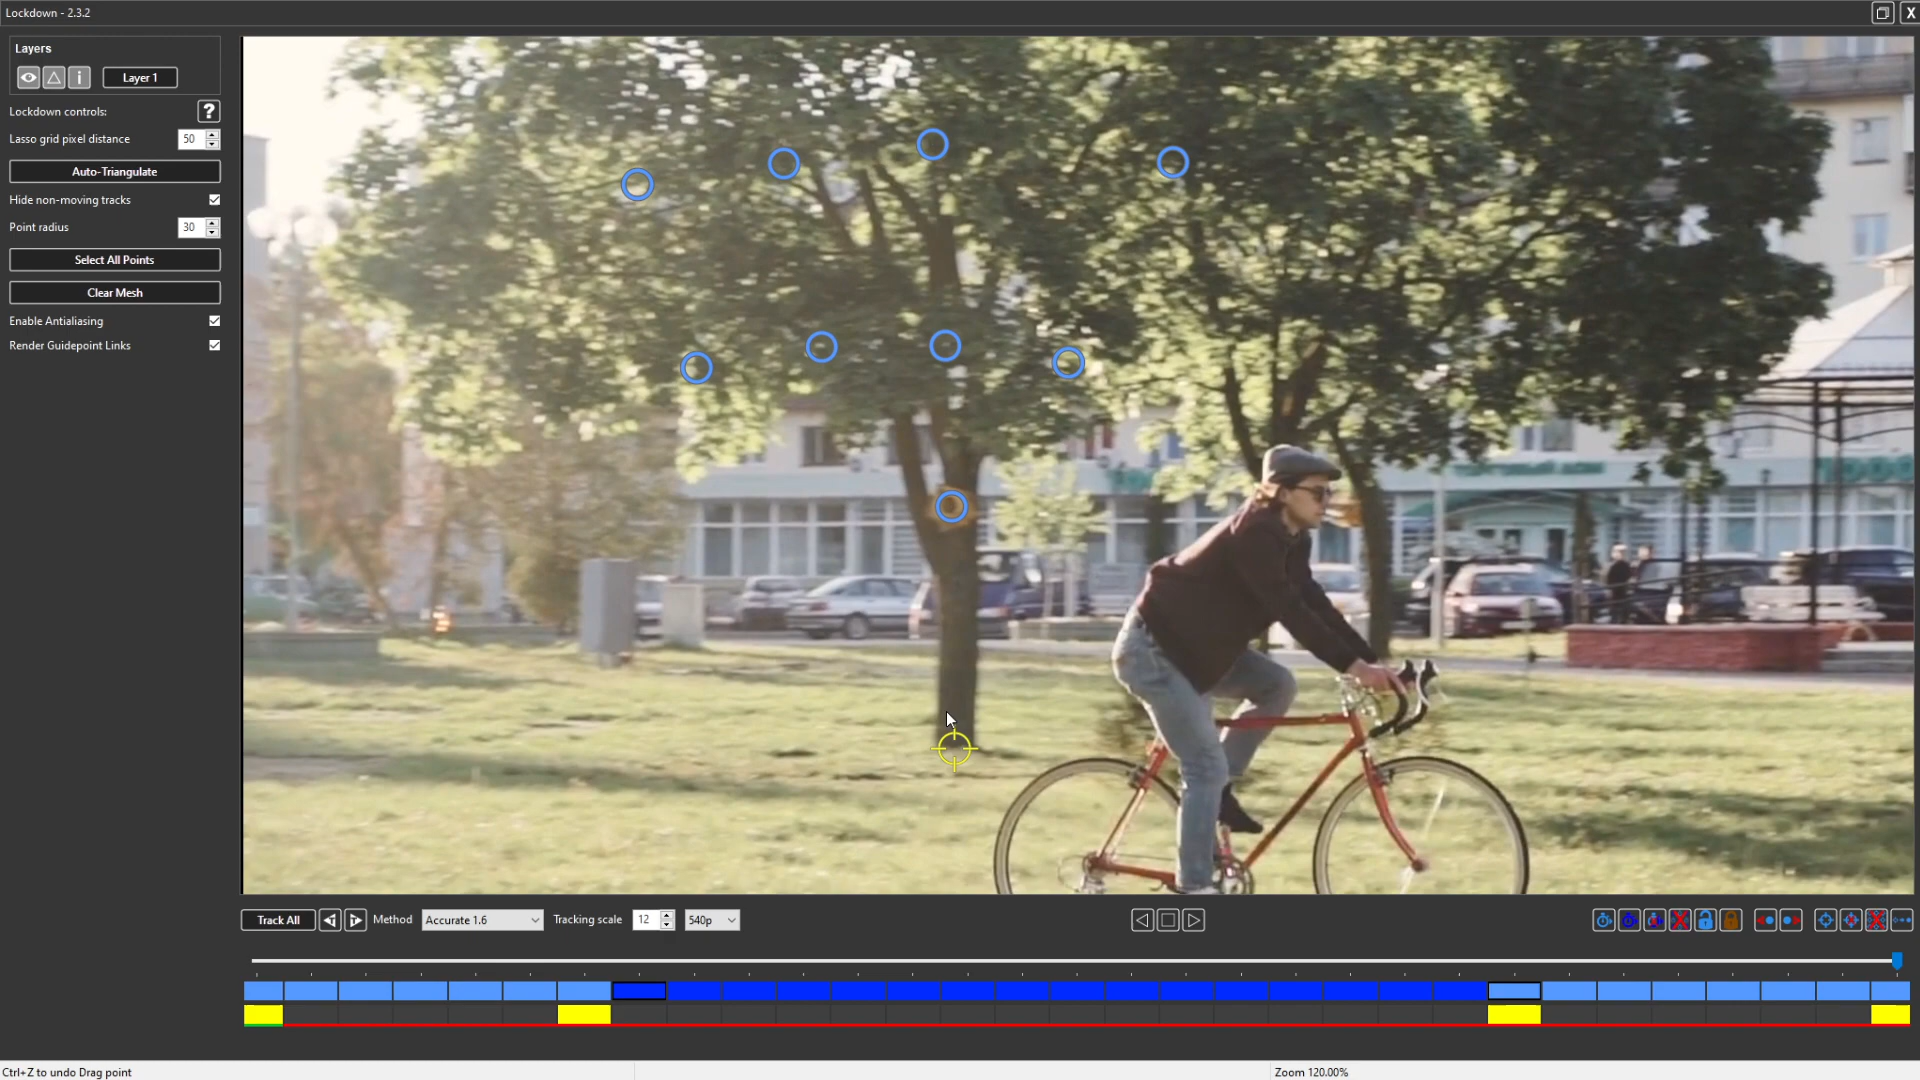 Lockdown - 2.3.2
X
Layers
i
Layer 1
Lockdown controls:
?
Lasso grid pixel distance
50
Auto-Triangulate
Hide non-moving tracks
Point radius
30
Select All Points
Clear Mesh
Enable Antialiasing
Render Guidepoint Links
Track All
Method
Accurate 1.6
Tracking scale
12
540p
Ctrl+Z to undo Drag point
Zoom 120.00%